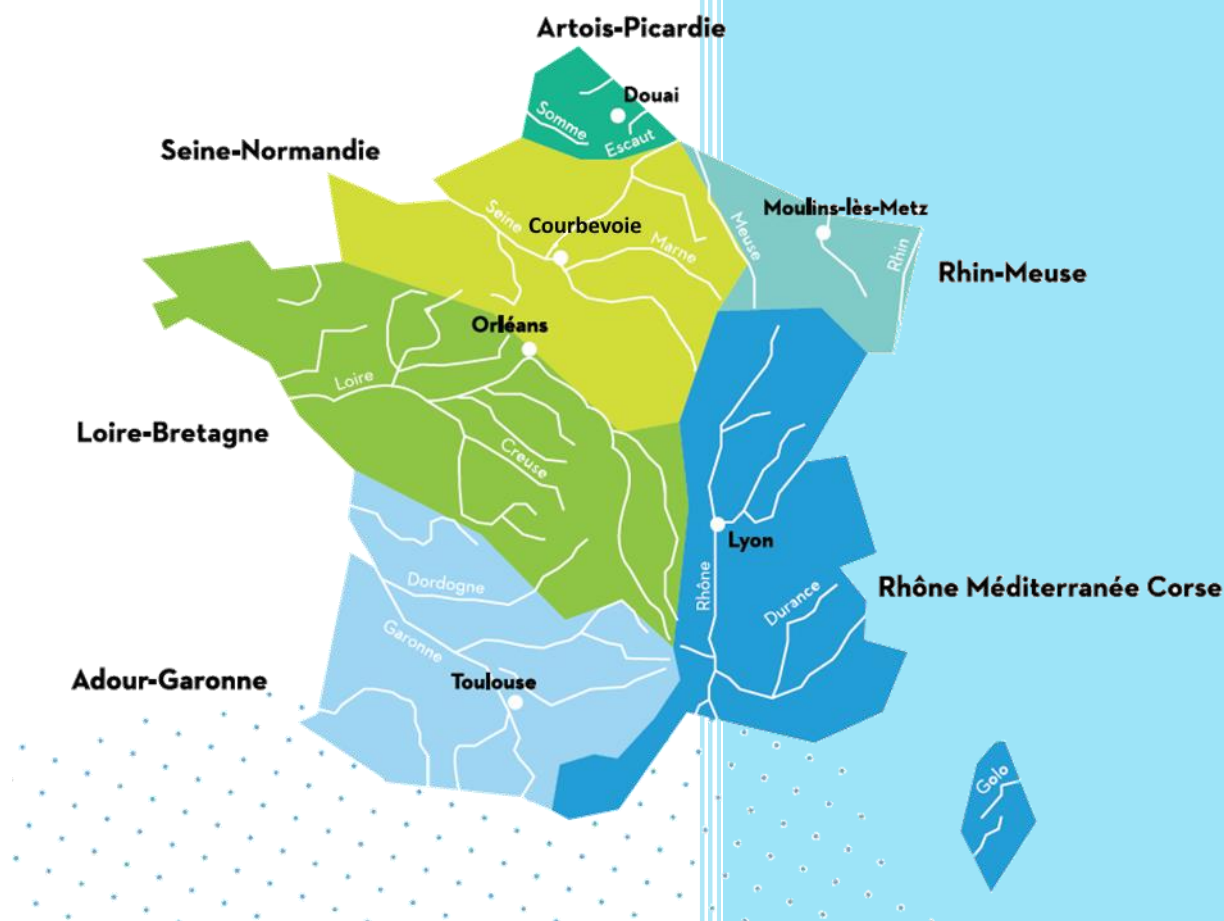 Artois-Picardie
Douai
Somme
Escaut
Seine-Normandie
Seine
Courbevoie
Marne
Meuse
Moulins-lès-Metz
Rhin
Rhin-Meuse
Orléans
Loire
Loire-Bretagne
Creuse
Lyon
Rhône
Durance
Rhône Méditerranée Corse
Dordogne
Garonne
Adour-Garonne
Toulouse
Golo